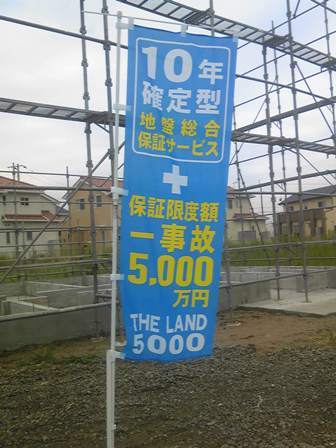 10年
確定型
地盤総合
保証サービス
+
保証限度額
一事故
5,000
万円
THE LAND
5000